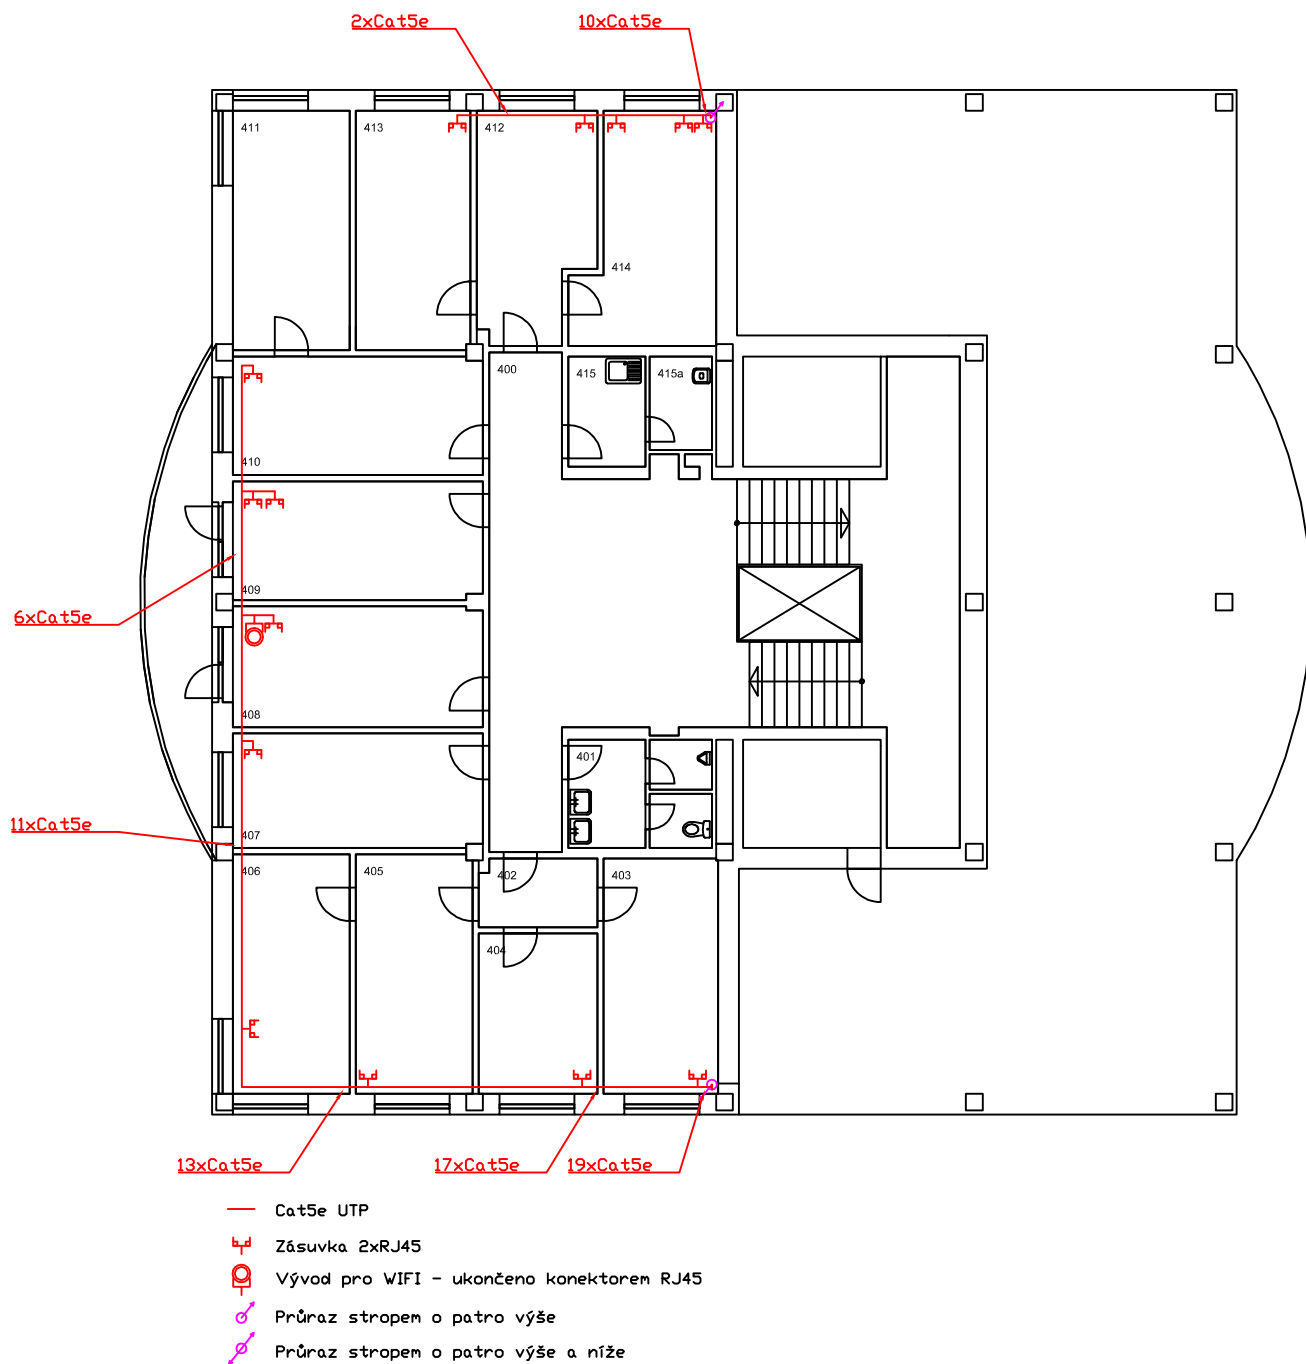 2xCat5e
10xCat5e
411
413
412
414
400
415
415a
410
409
6xCat5e
408
401
11xCat5e
407
406
405
402
403
404
13xCat5e
17xCat5e
19xCat5e
Cat5e UTP
Zásuvka 2xRJ45
Vývod pro WIFI - ukončeno konektorem RJ45
Průraz stropem o patro výše
Průraz stropem o patro výše a níže